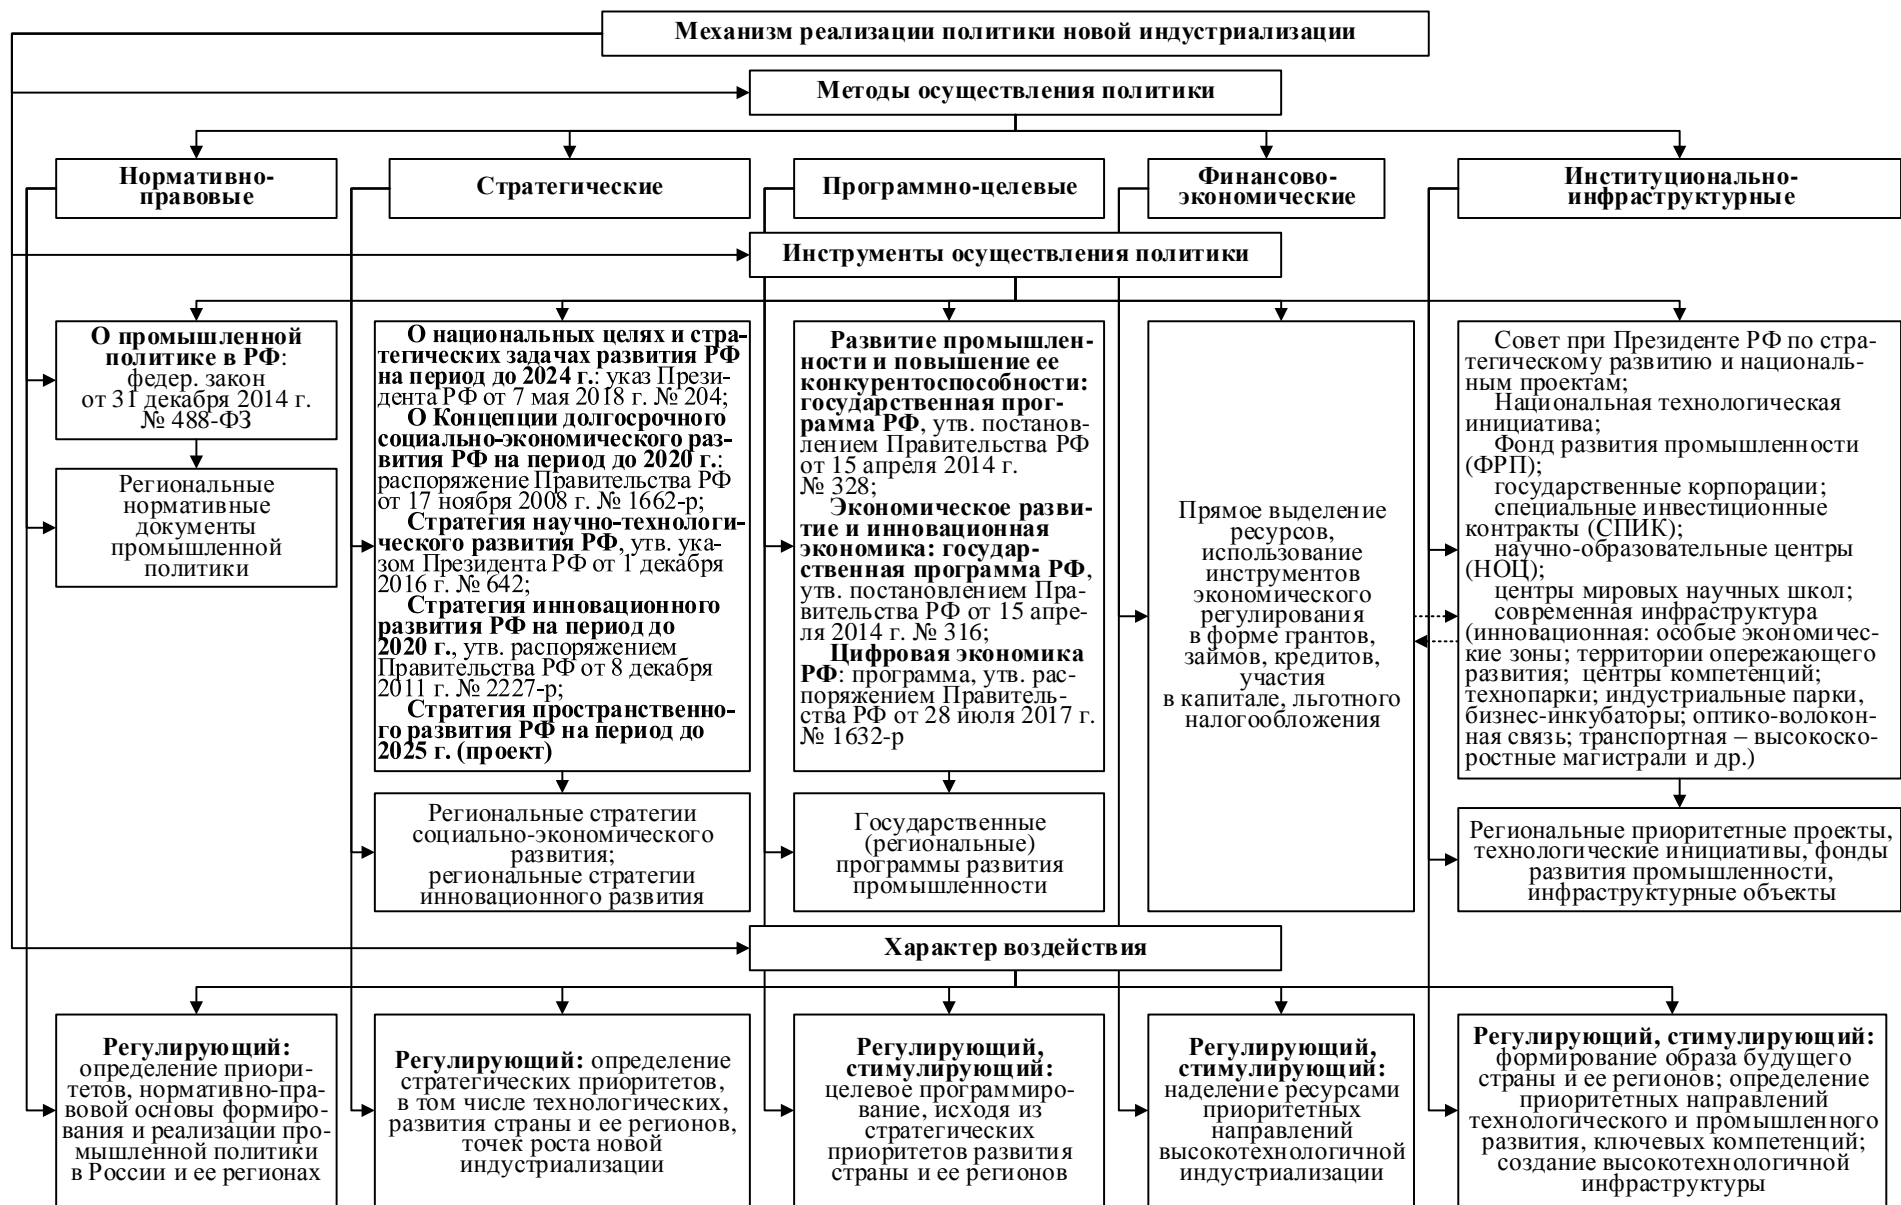 Механизм реализации политики новой индустриализации
Методы осуществления политики
Нормативно-
правовые
Стратегические
Программно-целевые
Финансово-
экономические
Институционально-
инфраструктурные
Инструменты осуществления политики
О промышленной
политике в РФ:
федер. закон
от 31 декабря 2014 г.
№ 488-ФЗ
Региональные
нормативные
документы
промышленной
политики
О национальных целях и стра-
тегических задачах развития РФ
на период до 2024 г.: указ Прези-
дента РФ от 7 мая 2018 г. № 204;
О Концепции долгосрочного
социально-экономического раз-
вития РФ на период до 2020 г.:
распоряжение Правительства РФ
от 17 ноября 2008 г. № 1662-р;
Стратегия научно-технологи-
ческого развития РФ, утв. ука-
зом Президента РФ от 1 декабря
2016 г. № 642;
Стратегия инновационного
развития РФ на период до
2020 г., утв. распоряжением
Правительства РФ от 8 декабря
2011 г. № 2227-р;
Стратегия пространственно-
го развития РФ на период до
2025 г. (проект)
Региональные стратегии
социально-экономического
развития;
региональные стратегии
инновационного развития
Развитие промышлен-
ности и повышение ее
конкурентоспособности:
государственная прог-
рамма РФ, утв. постанов-
лением Правительства РФ
от 15 апреля 2014 г.
№ 328;
Экономическое разви-
тие и инновационная
экономика: государ-
ственная программа РФ,
утв. постановлением Пра-
вительства РФ от 15 апре-
ля 2014 г. № 316;
Цифровая экономика
РФ: программа, утв. рас-
поряжением Правитель-
ства РФ от 28 июля 2017 г.
№ 1632-р
Государственные
(региональные)
программы развития
промышленности
Прямое выделение
ресурсов,
использование
инструментов
экономического
регулирования
в форме грантов,
займов, кредитов,
участия
в капитале, льготного
налогообложения
Совет при Президенте РФ по стра-
тегическому развитию и националь-
ным проектам;
Национальная технологическая
инициатива;
Фонд развития промышленности
(ФРП);
государственные корпорации;
специальные инвестиционные
контракты (СПИК);
научно-образовательные центры
(НОЦ);
центры мировых научных школ;
современная инфраструктура
(инновационная: особые экономичес-
кие зоны; территории опережающего
развития; центры компетенций;
технопарки; индустриальные парки,
бизнес-инкубаторы; оптико-волокон-
ная связь; транспортная – высокоско-
ростные магистрали и др.)
Региональные приоритетные проекты,
технологические инициативы, фонды
развития промышленности,
инфраструктурные объекты
Характер воздействия
Регулирующий:
определение приори-
тетов, нормативно-пра-
вовой основы формиро-
вания и реализации про-
мышленной политики
в России и ее регионах
Регулирующий: определение
стратегических приоритетов,
в том числе технологических,
развития страны и ее регионов,
точек роста новой
индустриализации
Регулирующий,
стимулирующий:
целевое программиро-
вание, исходя из
стратегических
приоритетов развития
страны и ее регионов
Регулирующий,
стимулирующий:
наделение ресурсами
приоритетных
направлений
высокотехнологичной
индустриализации
Регулирующий, стимулирующий:
формирование образа будущего
страны и ее регионов; определение
приоритетных направлений
технологического и промышленного
развития, ключевых компетенций;
создание высокотехнологичной
инфраструктуры